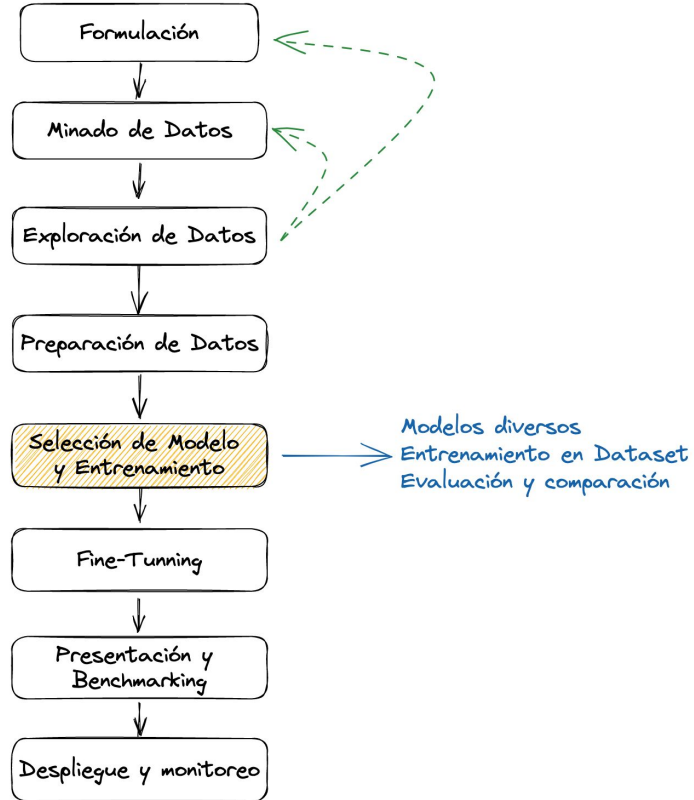 Formulación
Minado de Datos
Exploración de Datos
Preparación de Datos
Selección de Modelo
y Entrenamiento
Modelos diversos
Entrenamiento en Dataset
Evaluación y comparación
Fine-Tunning
Presentación y
Benchmarking
Despliegue y monitoreo